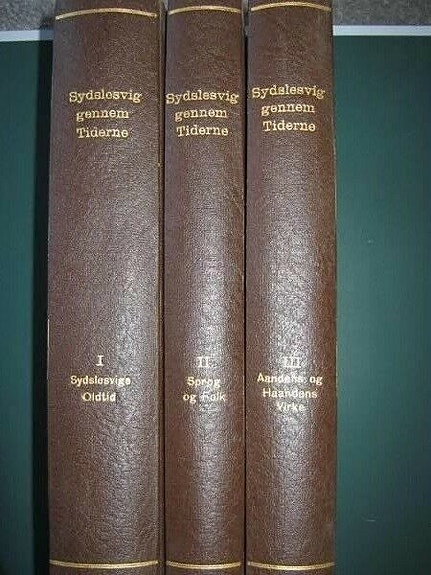 Sydslesvig
gennem
Tiderne
I
Sydslesvigs
Oldtid
Sydslesvig
gennem
Tiderne
II
Sprog
og Folk
Sydslesvig
gennem
Tiderne
III
Aandens og
Haandens
Virke